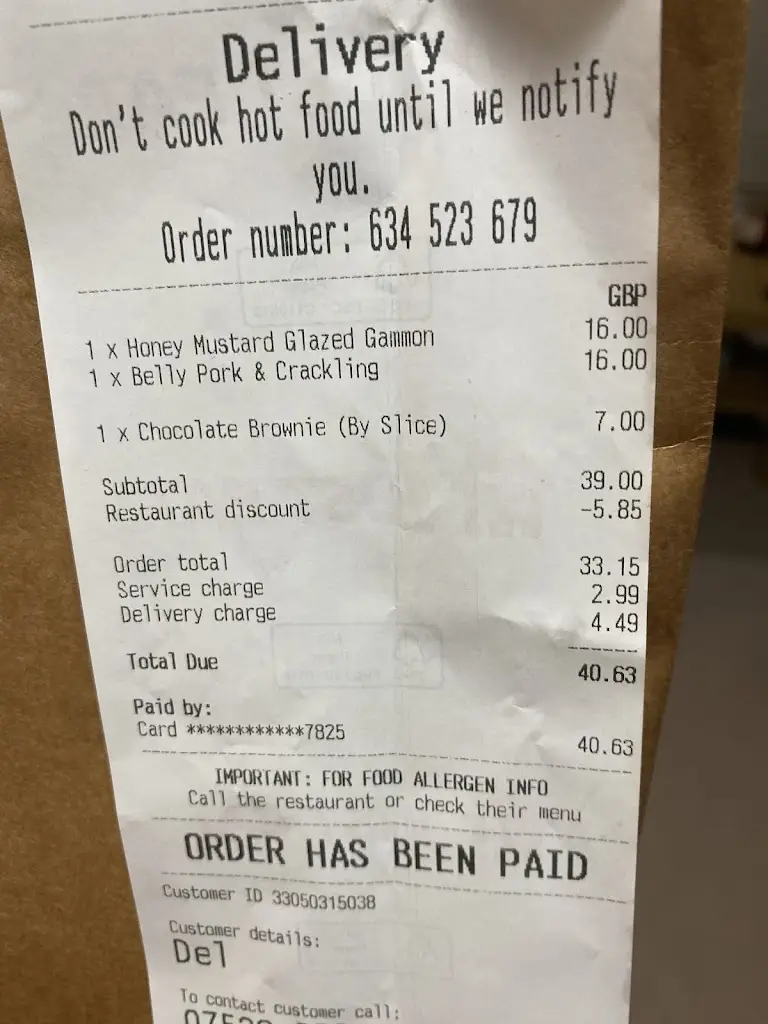 Delivery
Don't cook hot food until we notify
you.
Order number: 634 523 679
GBP
1 x Honey Mustard Glazed Gammon 16.00
1 x Belly Pork & Crackling 16.00
1 x Chocolate Brownie (By Slice) 7.00
Subtotal 39.00
Restaurant discount -5.85
Order total 33.15
Service charge 2.99
Delivery charge 4.49
Total Due 40.63
Paid by:
Card ************7825 40.63
IMPORTANT: FOR FOOD ALLERGEN INFO
Call the restaurant or check their menu
ORDER HAS BEEN PAID
Customer ID 33050315038
Customer details:
Del
To contact customer call: